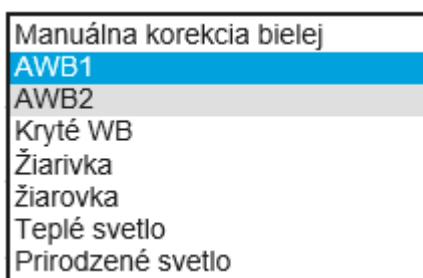 Manuálna korekcia bielej
AWB1
AWB2
Kryté WB
Žiarivka
žiarovka
Teplé svetlo
Prirodzené svetlo